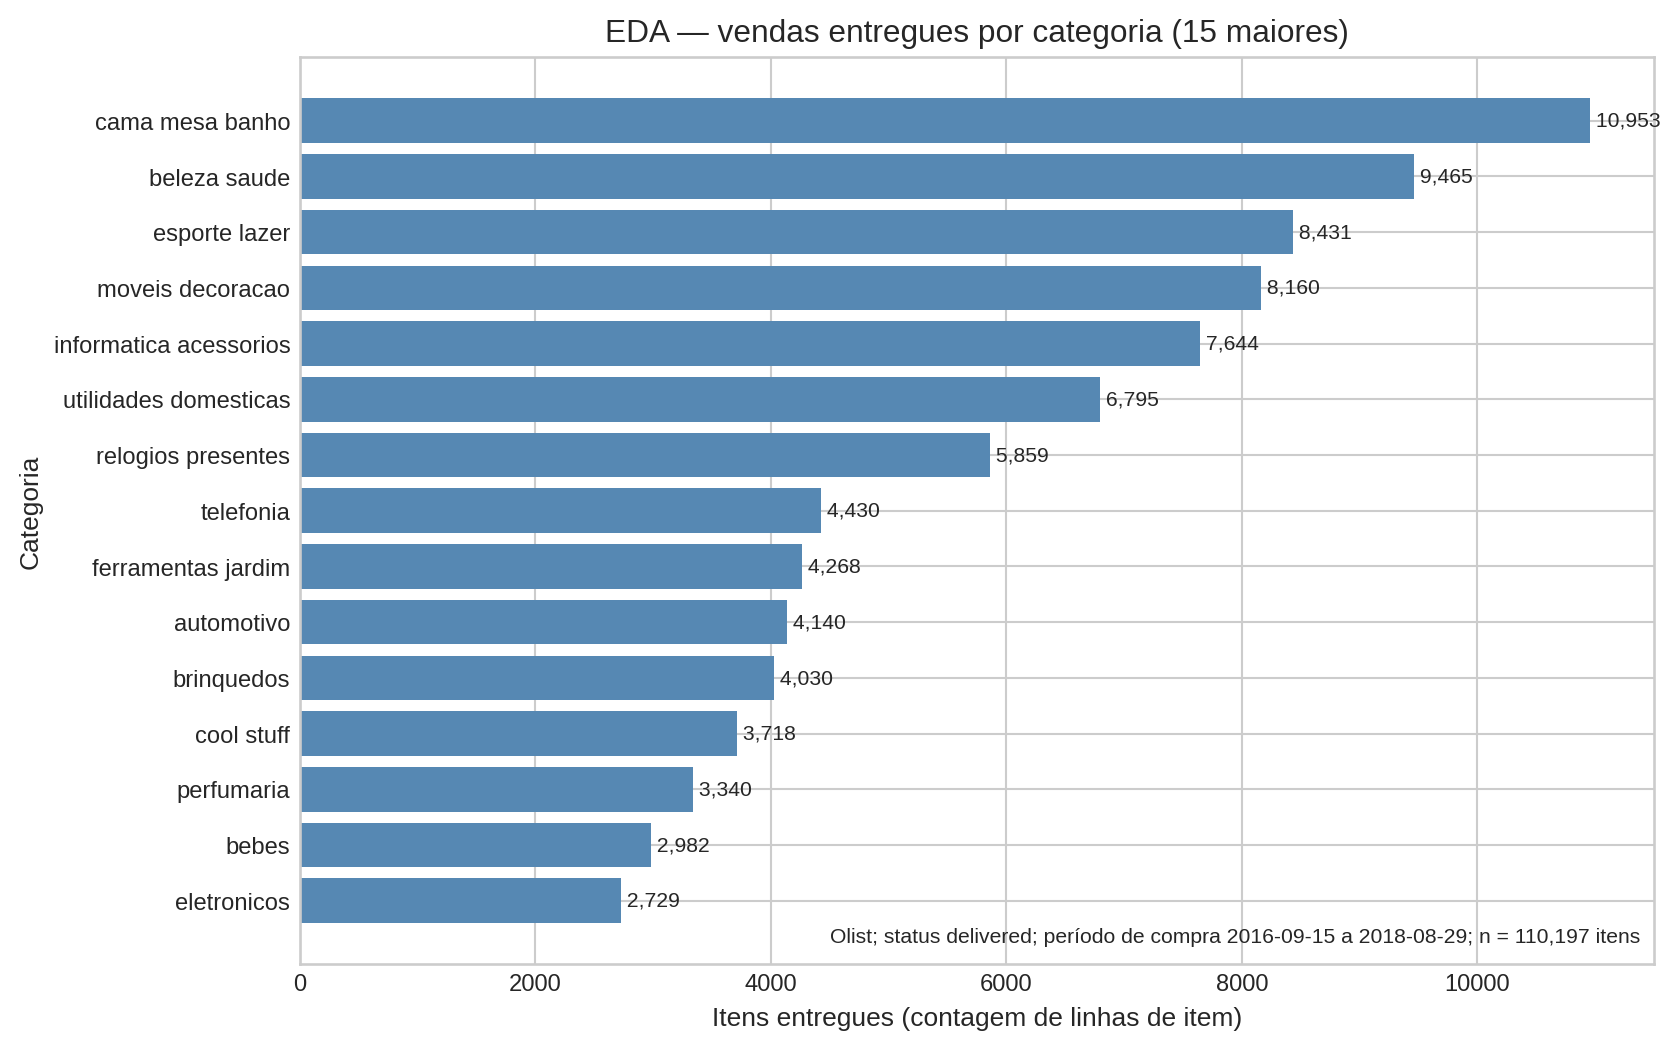 EDA — vendas entregues por categoria (15 maiores)
cama mesa banho 10,953
beleza saude 9,465
esporte lazer 8,431
moveis decoracao 8,160
informatica acessorios 7,644
utilidades domesticas 6,795
relogios presentes 5,859
telefonia 4,430
ferramentas jardim 4,268
automotivo 4,140
brinquedos 4,030
cool stuff 3,718
perfumaria 3,340
bebes 2,982
eletronicos 2,729
Categoria
Olist; status delivered; período de compra 2016-09-15 a 2018-08-29; n = 110,197 itens
0 2000 4000 6000 8000 10000
Itens entregues (contagem de linhas de item)